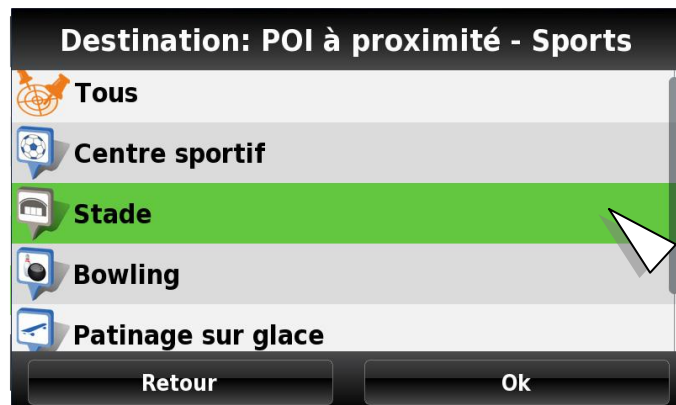 Destination: POI à proximité - Sports
Tous
Centre sportif
Stade
Bowling
Patinage sur glace
Retour
Ok